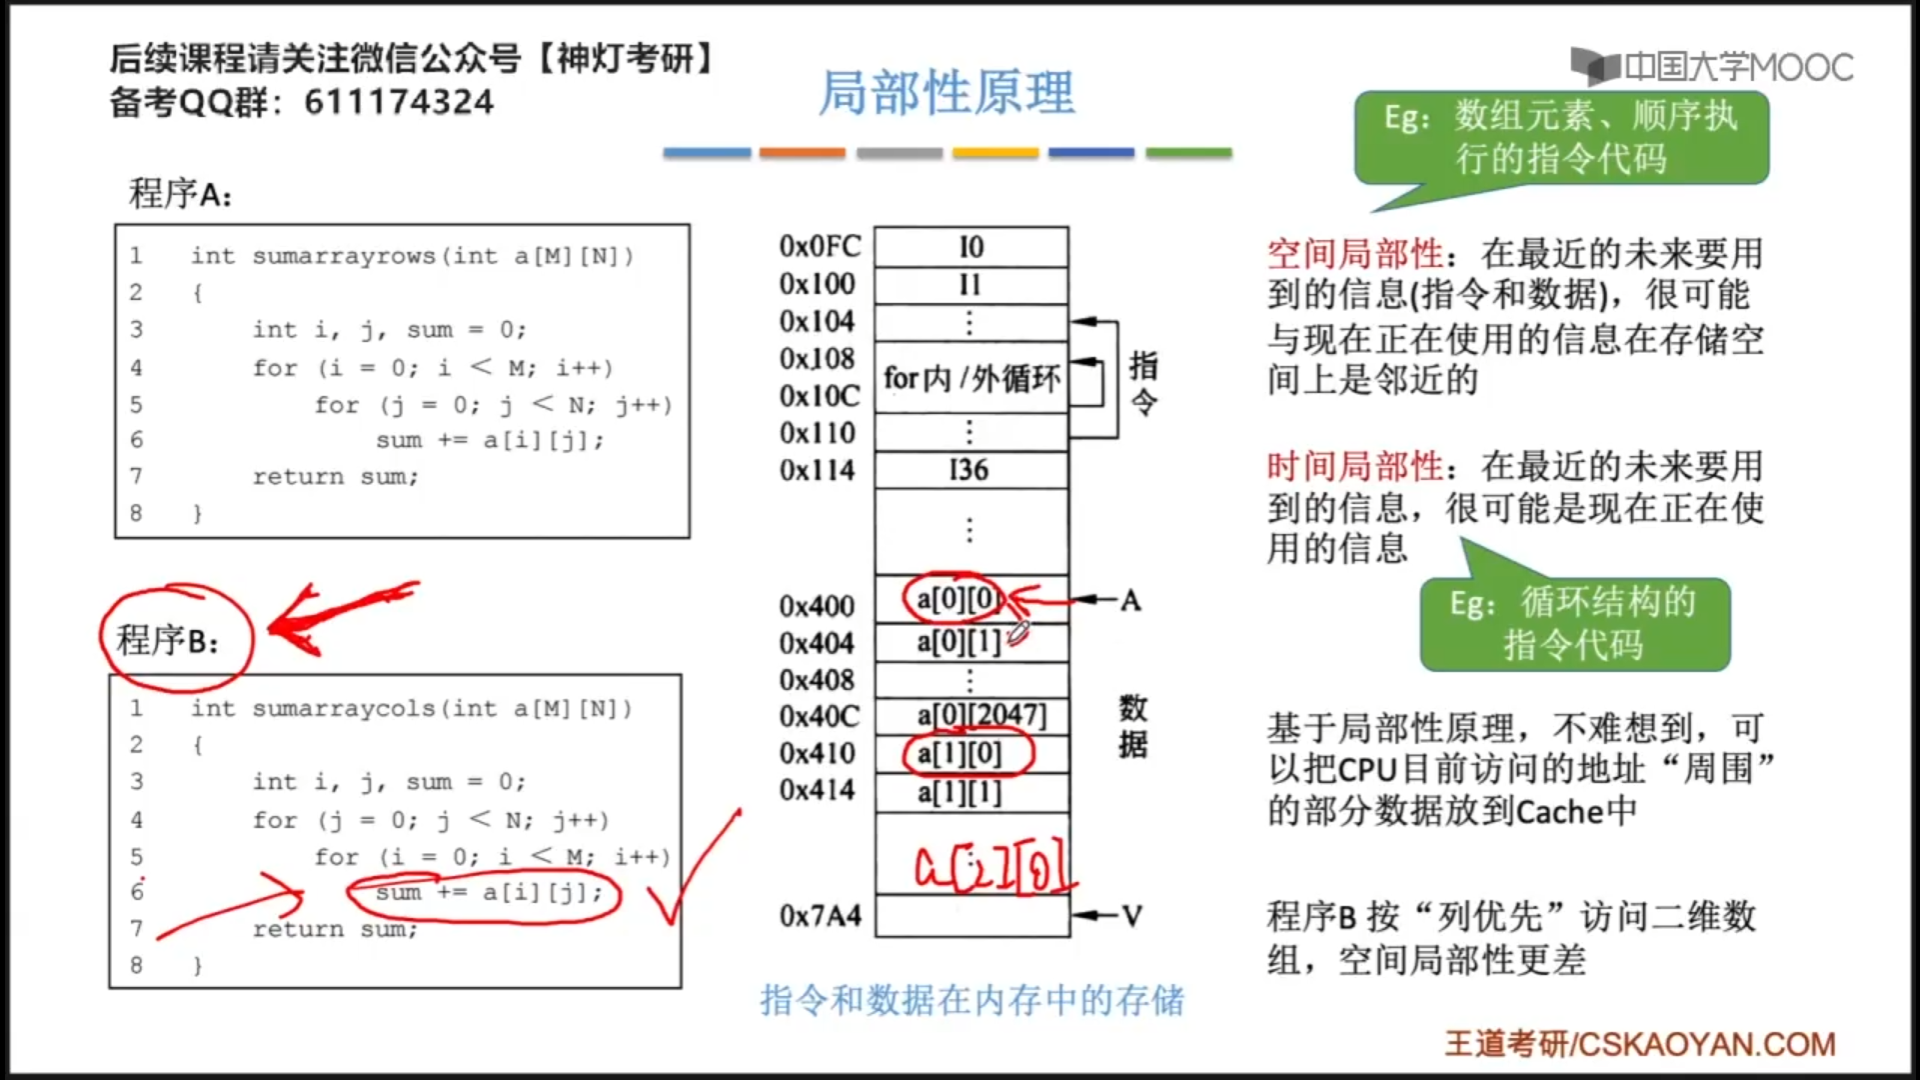 后续课程请关注微信公众号【神灯考研】
备考QQ群：611174324
中国大学MOOC
局部性原理
Eg：数组元素、顺序执
行的指令代码
程序A：
1 int sumarrayrows(int a[M][N])
2 {
3 int i, j, sum = 0;
4 for (i = 0; i < M; i++)
5 for (j = 0; j < N; j++)
6 sum += a[i][j];
7 return sum;
8 }
程序B：
1 int sumarraycols(int a[M][N])
2 {
3 int i, j, sum = 0;
4 for (j = 0; j < N; j++)
5 for (i = 0; i < M; i++)
6 sum += a[i][j];
7 return sum;
8 }
0x0FC I0
0x100 I1
0x104 ⋮
0x108
for内/外循环
0x10C
0x110 ⋮
0x114 I36
⋮
指
令
0x400 a[0][0] A
0x404 a[0][1]
0x408 ⋮
0x40C a[0][2047]
0x410 a[1][0]
0x414 a[1][1]
数
据
a[2][0]
0x7A4 V
指令和数据在内存中的存储
空间局部性：在最近的未来要用
到的信息(指令和数据)，很可能
与现在正在使用的信息在存储空
间上是邻近的
时间局部性：在最近的未来要用
到的信息，很可能是现在正在使
用的信息
Eg：循环结构的
指令代码
基于局部性原理，不难想到，可
以把CPU目前访问的地址“周围”
的部分数据放到Cache中
程序B 按“列优先”访问二维数
组，空间局部性更差
王道考研/CSKAOYAN.COM